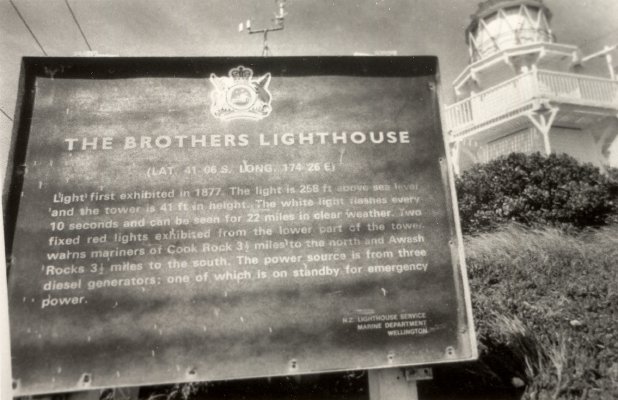 THE BROTHERS LIGHTHOUSE
(LAT. 41 06 S. LONG. 174 26 E)
Light first exhibited in 1877. The light is 258 ft above sea level
and the tower is 41 ft in height. The white light flashes every
10 seconds and can be seen for 22 miles in clear weather. Two
fixed red lights exhibited from the lower part of the tower
warns mariners of Cook Rock 3½ miles to the north and Awash
Rocks 3½ miles to the south. The power source is from three
diesel generators; one of which is on standby for emergency
power.
N.Z. LIGHTHOUSE SERVICE
MARINE DEPARTMENT
WELLINGTON